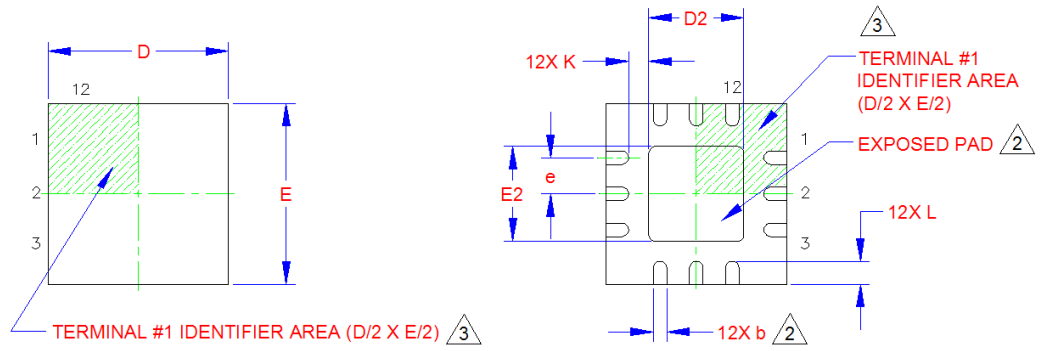 D
12
1
2
3
E
TERMINAL #1 IDENTIFIER AREA (D/2 X E/2) 3
D2
12X K
12
3
TERMINAL #1
IDENTIFIER AREA
(D/2 X E/2)
1
EXPOSED PAD 2
e
E2
2
12X L
3
12X b 2